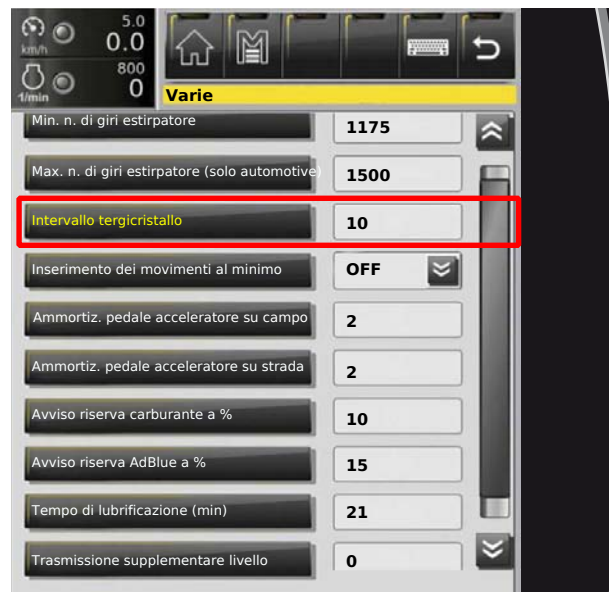 5.0
km/h
0.0
800
1/min
0
Varie
Min. n. di giri estirpatore
1175
Max. n. di giri estirpatore (solo automotive)
1500
Intervallo tergicristallo
10
Inserimento dei movimenti al minimo
OFF
Ammortiz. pedale acceleratore su campo
2
Ammortiz. pedale acceleratore su strada
2
Avviso riserva carburante a %
10
Avviso riserva AdBlue a %
15
Tempo di lubrificazione (min)
21
Trasmissione supplementare livello
0